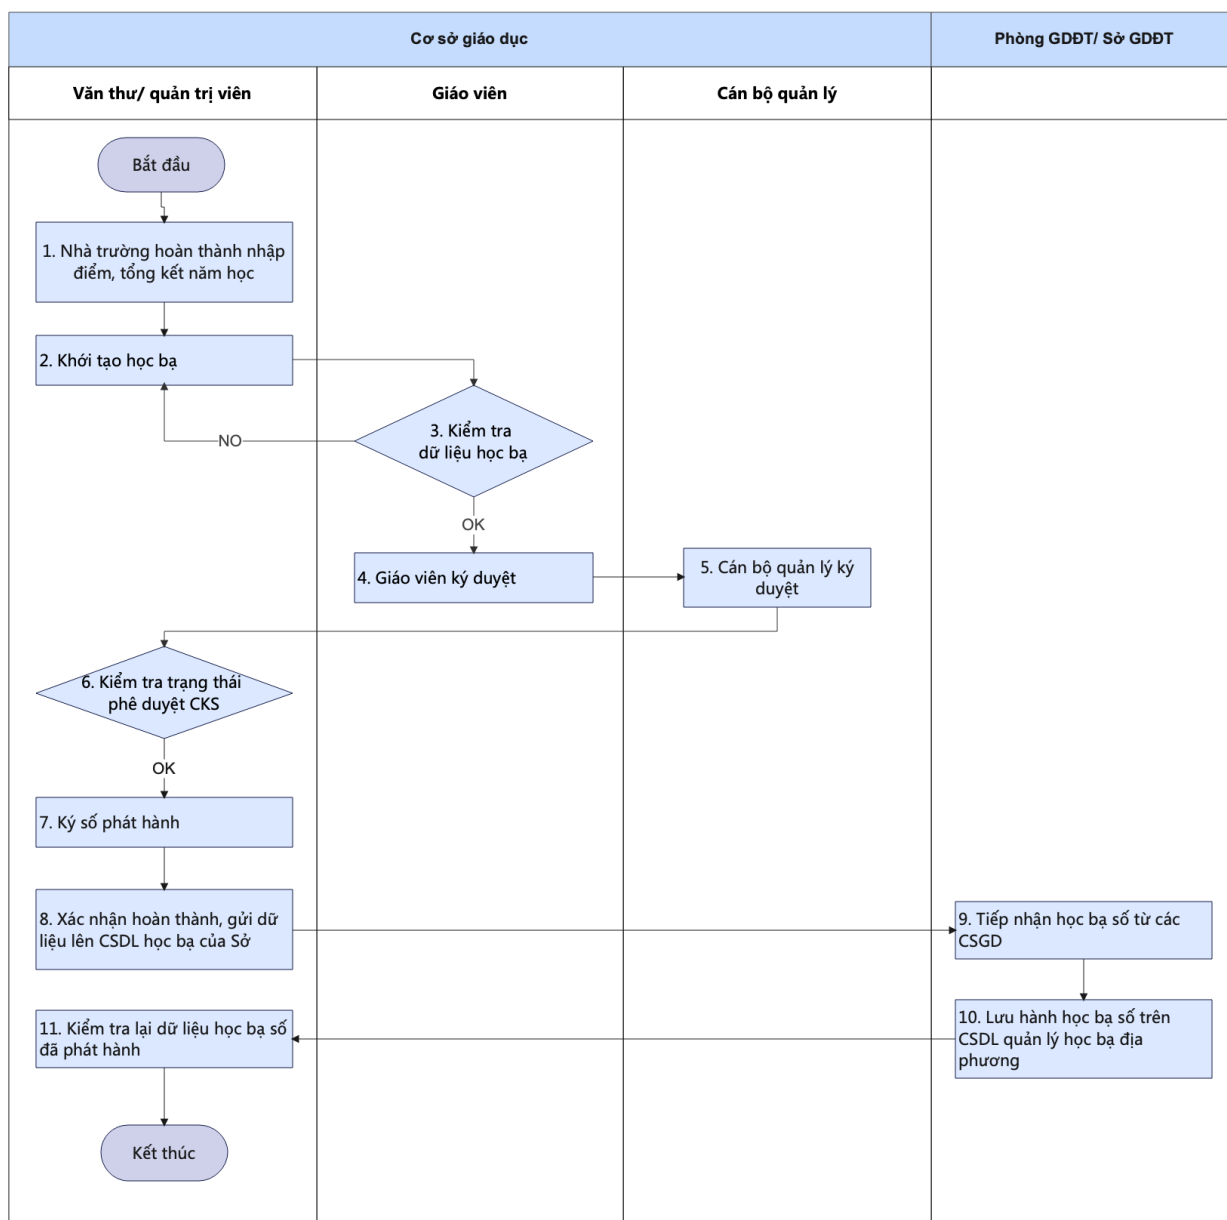 Cơ sở giáo dục
Phòng GDĐT/ Sở GDĐT
Văn thư/ quản trị viên
Giáo viên
Cán bộ quản lý
Bắt đầu
1. Nhà trường hoàn thành nhập
điểm, tổng kết năm học
2. Khới tạo học bạ
3. Kiểm tra
dữ liệu học bạ
NO
OK
4. Giáo viên ký duyệt
5. Cán bộ quản lý ký
duyệt
6. Kiểm tra trạng thái
phê duyệt CKS
OK
7. Ký số phát hành
8. Xác nhận hoàn thành, gửi dữ
liệu lên CSDL học bạ của Sở
9. Tiếp nhận học bạ số từ các
CSGD
10. Lưu hành học bạ số trên
CSDL quản lý học bạ địa
phương
11. Kiểm tra lại dữ liệu học bạ số
đã phát hành
Kết thúc